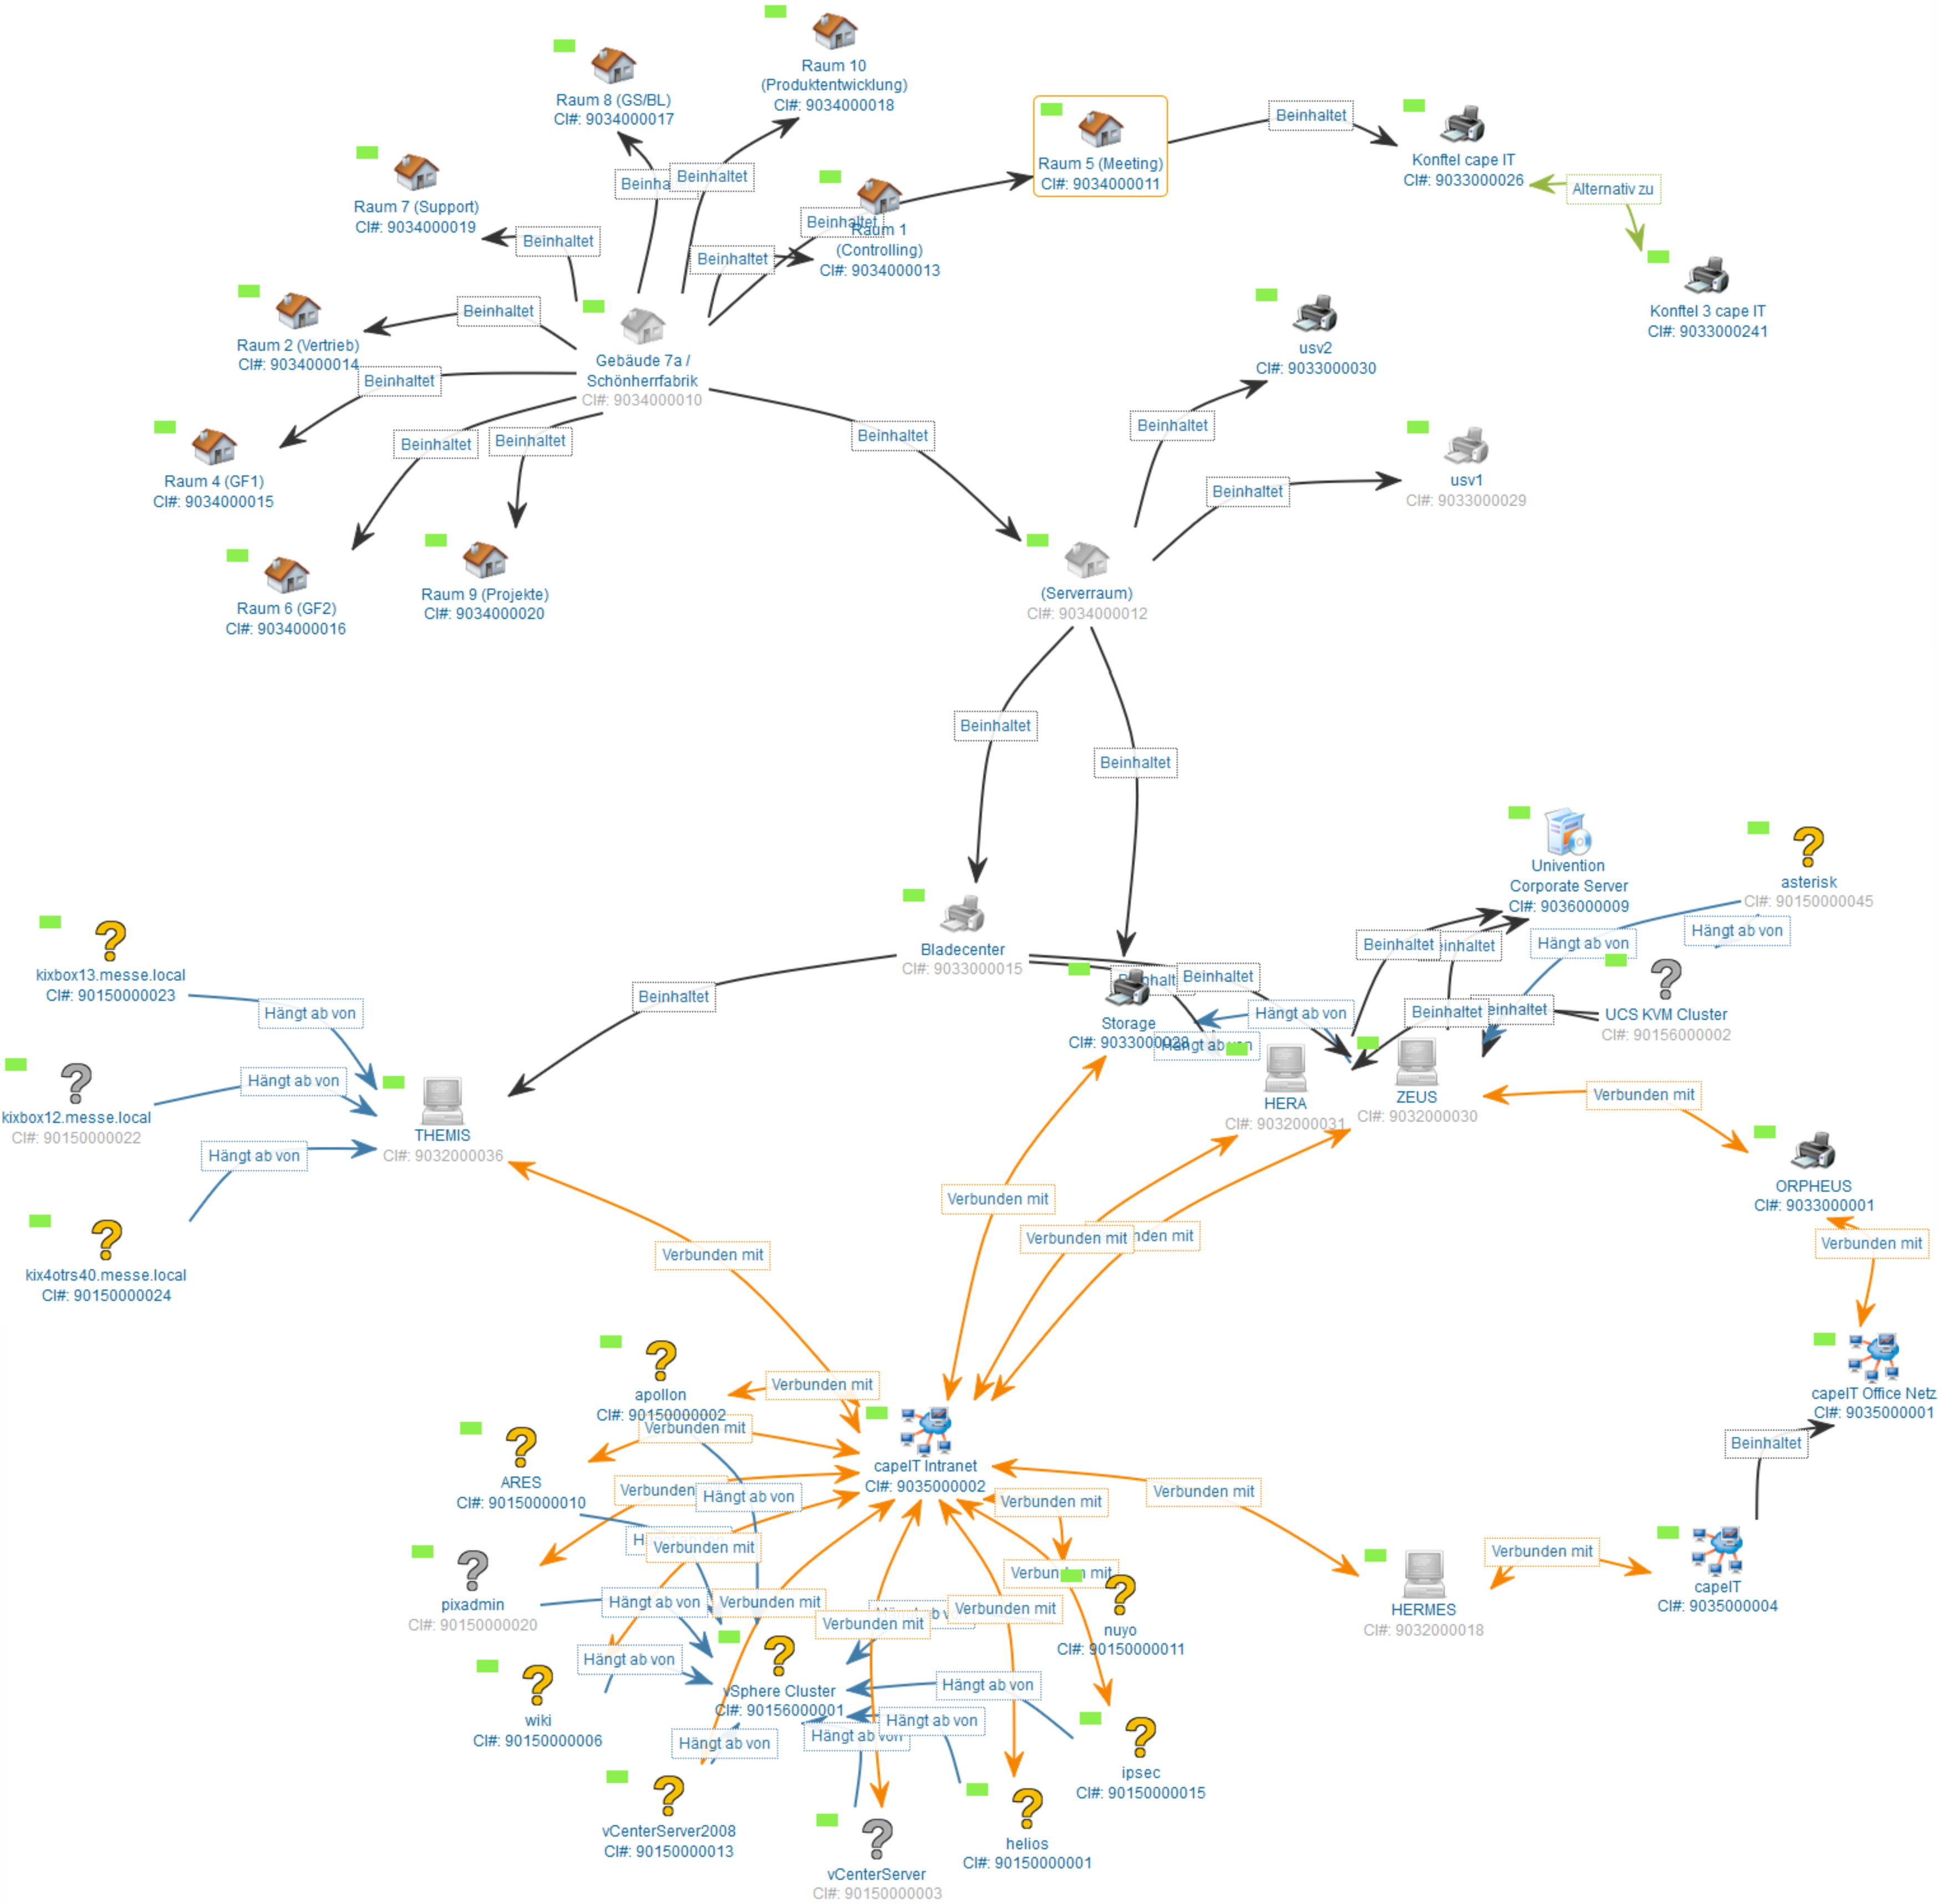 Raum 10
(Produktentwicklung)
CI#: 9034000018
Raum 8 (GS/BL)
CI#: 9034000017
Beinhaltet
Beinha
Raum 5 (Meeting)
CI#: 9034000011
Beinhaltet
Konftel cape IT
CI#: 9033000026
Alternativ zu
Konftel 3 cape IT
CI#: 9033000241
Raum 7 (Support)
CI#: 9034000019
Beinhaltet
Beinhaltet
Raum 1
(Controlling)
CI#: 9034000013
Beinhaltet
Raum 2 (Vertrieb)
CI#: 9034000014
Beinhaltet
Gebäude 7a /
Schönherrfabrik
CI#: 9034000010
Beinhaltet
usv2
CI#: 9033000030
Beinhaltet
Raum 4 (GF1)
CI#: 9034000015
Beinhaltet
Beinhaltet
Beinhaltet
Beinhaltet
usv1
CI#: 9033000029
Raum 6 (GF2)
CI#: 9034000016
Raum 9 (Projekte)
CI#: 9034000020
(Serverraum)
CI#: 9034000012
Beinhaltet
Beinhaltet
Univention
Corporate Server
CI#: 9036000009
asterisk
CI#: 90150000045
Hängt ab von
Hängt ab von
Beinhaltet
einhaltet
Bladecenter
CI#: 9033000015
Beinhaltet
Beinhaltet
Storage
CI#: 9033000028
Hängt ab von
Hängt ab von
Beinhaltet
einhaltet
UCS KVM Cluster
CI#: 90156000002
kixbox13.messe.local
CI#: 90150000023
Hängt ab von
kixbox12.messe.local
CI#: 90150000022
Hängt ab von
THEMIS
CI#: 9032000036
Hängt ab von
kix4otrs40.messe.local
CI#: 90150000024
HERA
CI#: 9032000031
ZEUS
CI#: 9032000030
Verbunden mit
ORPHEUS
CI#: 9033000001
Verbunden mit
Verbunden mit
Verbunden mit
nden mit
Verbunden mit
capeIT Office Netz
CI#: 9035000001
Beinhaltet
apollon
CI#: 90150000002
Verbunden mit
Verbunden mit
ARES
CI#: 90150000010
capeIT Intranet
CI#: 9035000002
Verbunden
Hängt ab von
Verbunden mit
Verbunden mit
Verbunden mit
Verbunden mit
HERMES
CI#: 9032000018
Verbunden mit
capeIT
CI#: 9035000004
pixadmin
CI#: 90150000020
Hängt ab von
Verbunden mit
Verbunden mit
Verbunden mit
nuyo
CI#: 90150000011
Hängt ab von
wiki
CI#: 90150000006
vSphere Cluster
CI#: 90156000001
Hängt ab von
Hängt ab von
Hängt ab von
Hängt ab von
ipsec
CI#: 90150000015
vCenterServer2008
CI#: 90150000013
helios
CI#: 90150000001
vCenterServer
CI#: 90150000003